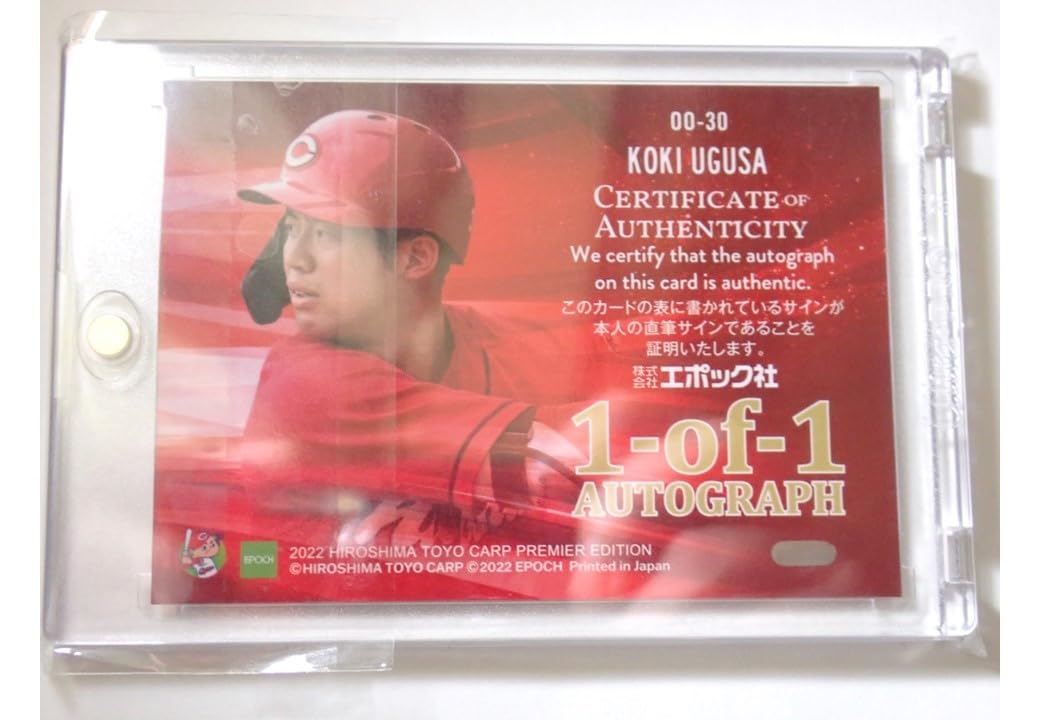 00-30
KOKI UGUSA
CERTIFICATE OF
AUTHENTICITY
We certify that the autograph
on this card is authentic.
このカードの表に書かれているサインが
本人の直筆サインであることを
証明いたします。
株式会社エポック社
1-of-1
AUTOGRAPH
C
EPOCH
2022 HIROSHIMA TOYO CARP PREMIER EDITION
©HIROSHIMA TOYO CARP ©2022 EPOCH Printed in Japan